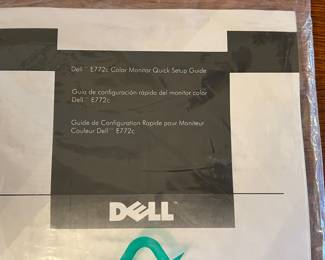 Dell™ E772c Color Monitor Quick Setup Guide
Guía de configuración rápida del monitor color
Dell™ E772c
Guide de Configuration Rapide pour Moniteur
Couleur Dell™ E772c
DELL™